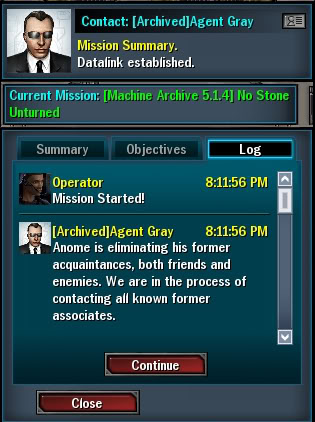 Contact: [Archived]Agent Gray
Mission Summary.
Datalink established.
Current Mission: [Machine Archive 5.1.4] No Stone
Unturned
Summary Objectives Log
Operator 8:11:56 PM
Mission Started!
[Archived]Agent Gray 8:11:56 PM
Anome is eliminating his former
acquaintances, both friends and
enemies. We are in the process of
contacting all known former
associates.
Continue
Close